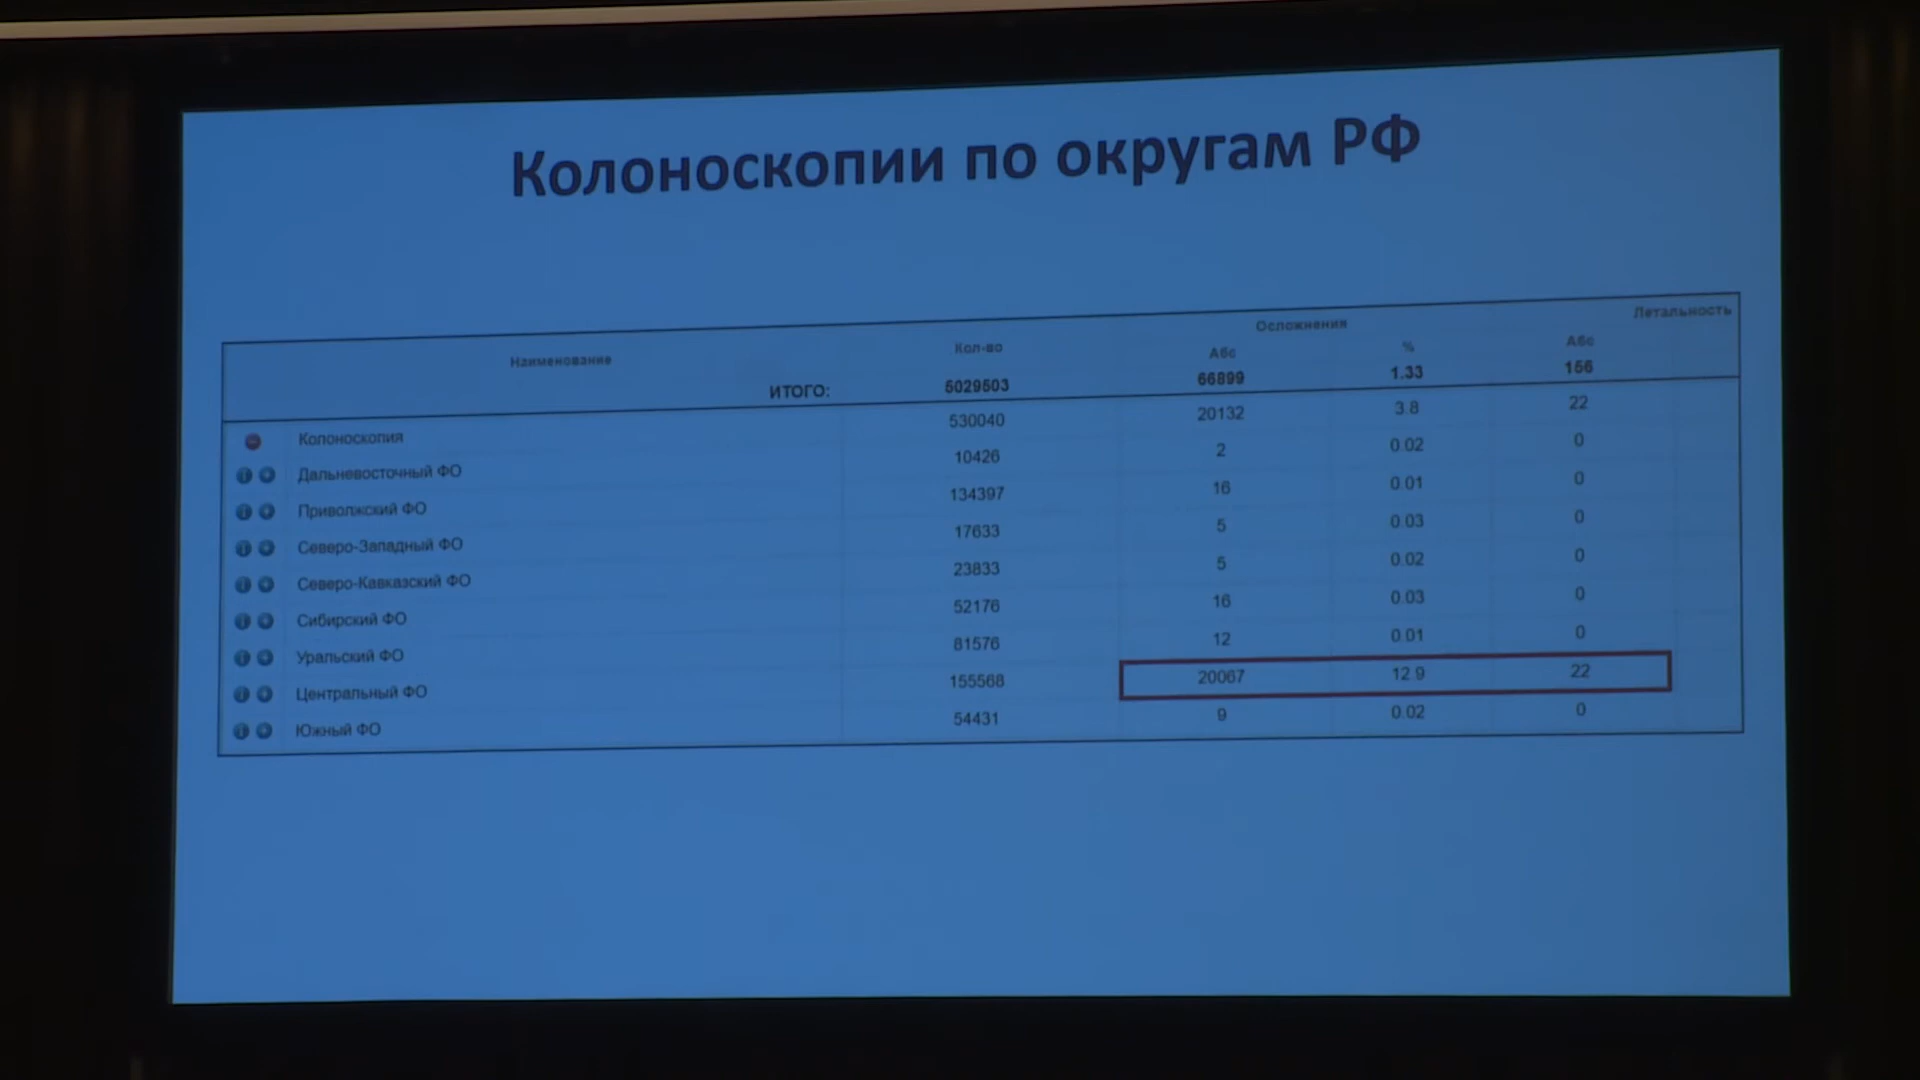 Колоноскопии по округам РФ
Наименование Кол-во Осложнения Летальность
Абс % Абс
ИТОГО: 5029503 66899 1.33 156
Колоноскопия 530040 20132 3.8 22
Дальневосточный ФО 10426 2 0.02 0
Приволжский ФО 134397 16 0.01 0
Северо-Западный ФО 17633 5 0.03 0
Северо-Кавказский ФО 23833 5 0.02 0
Сибирский ФО 52176 16 0.03 0
Уральский ФО 81576 12 0.01 0
Центральный ФО 155568 20067 12.9 22
Южный ФО 54431 9 0.02 0